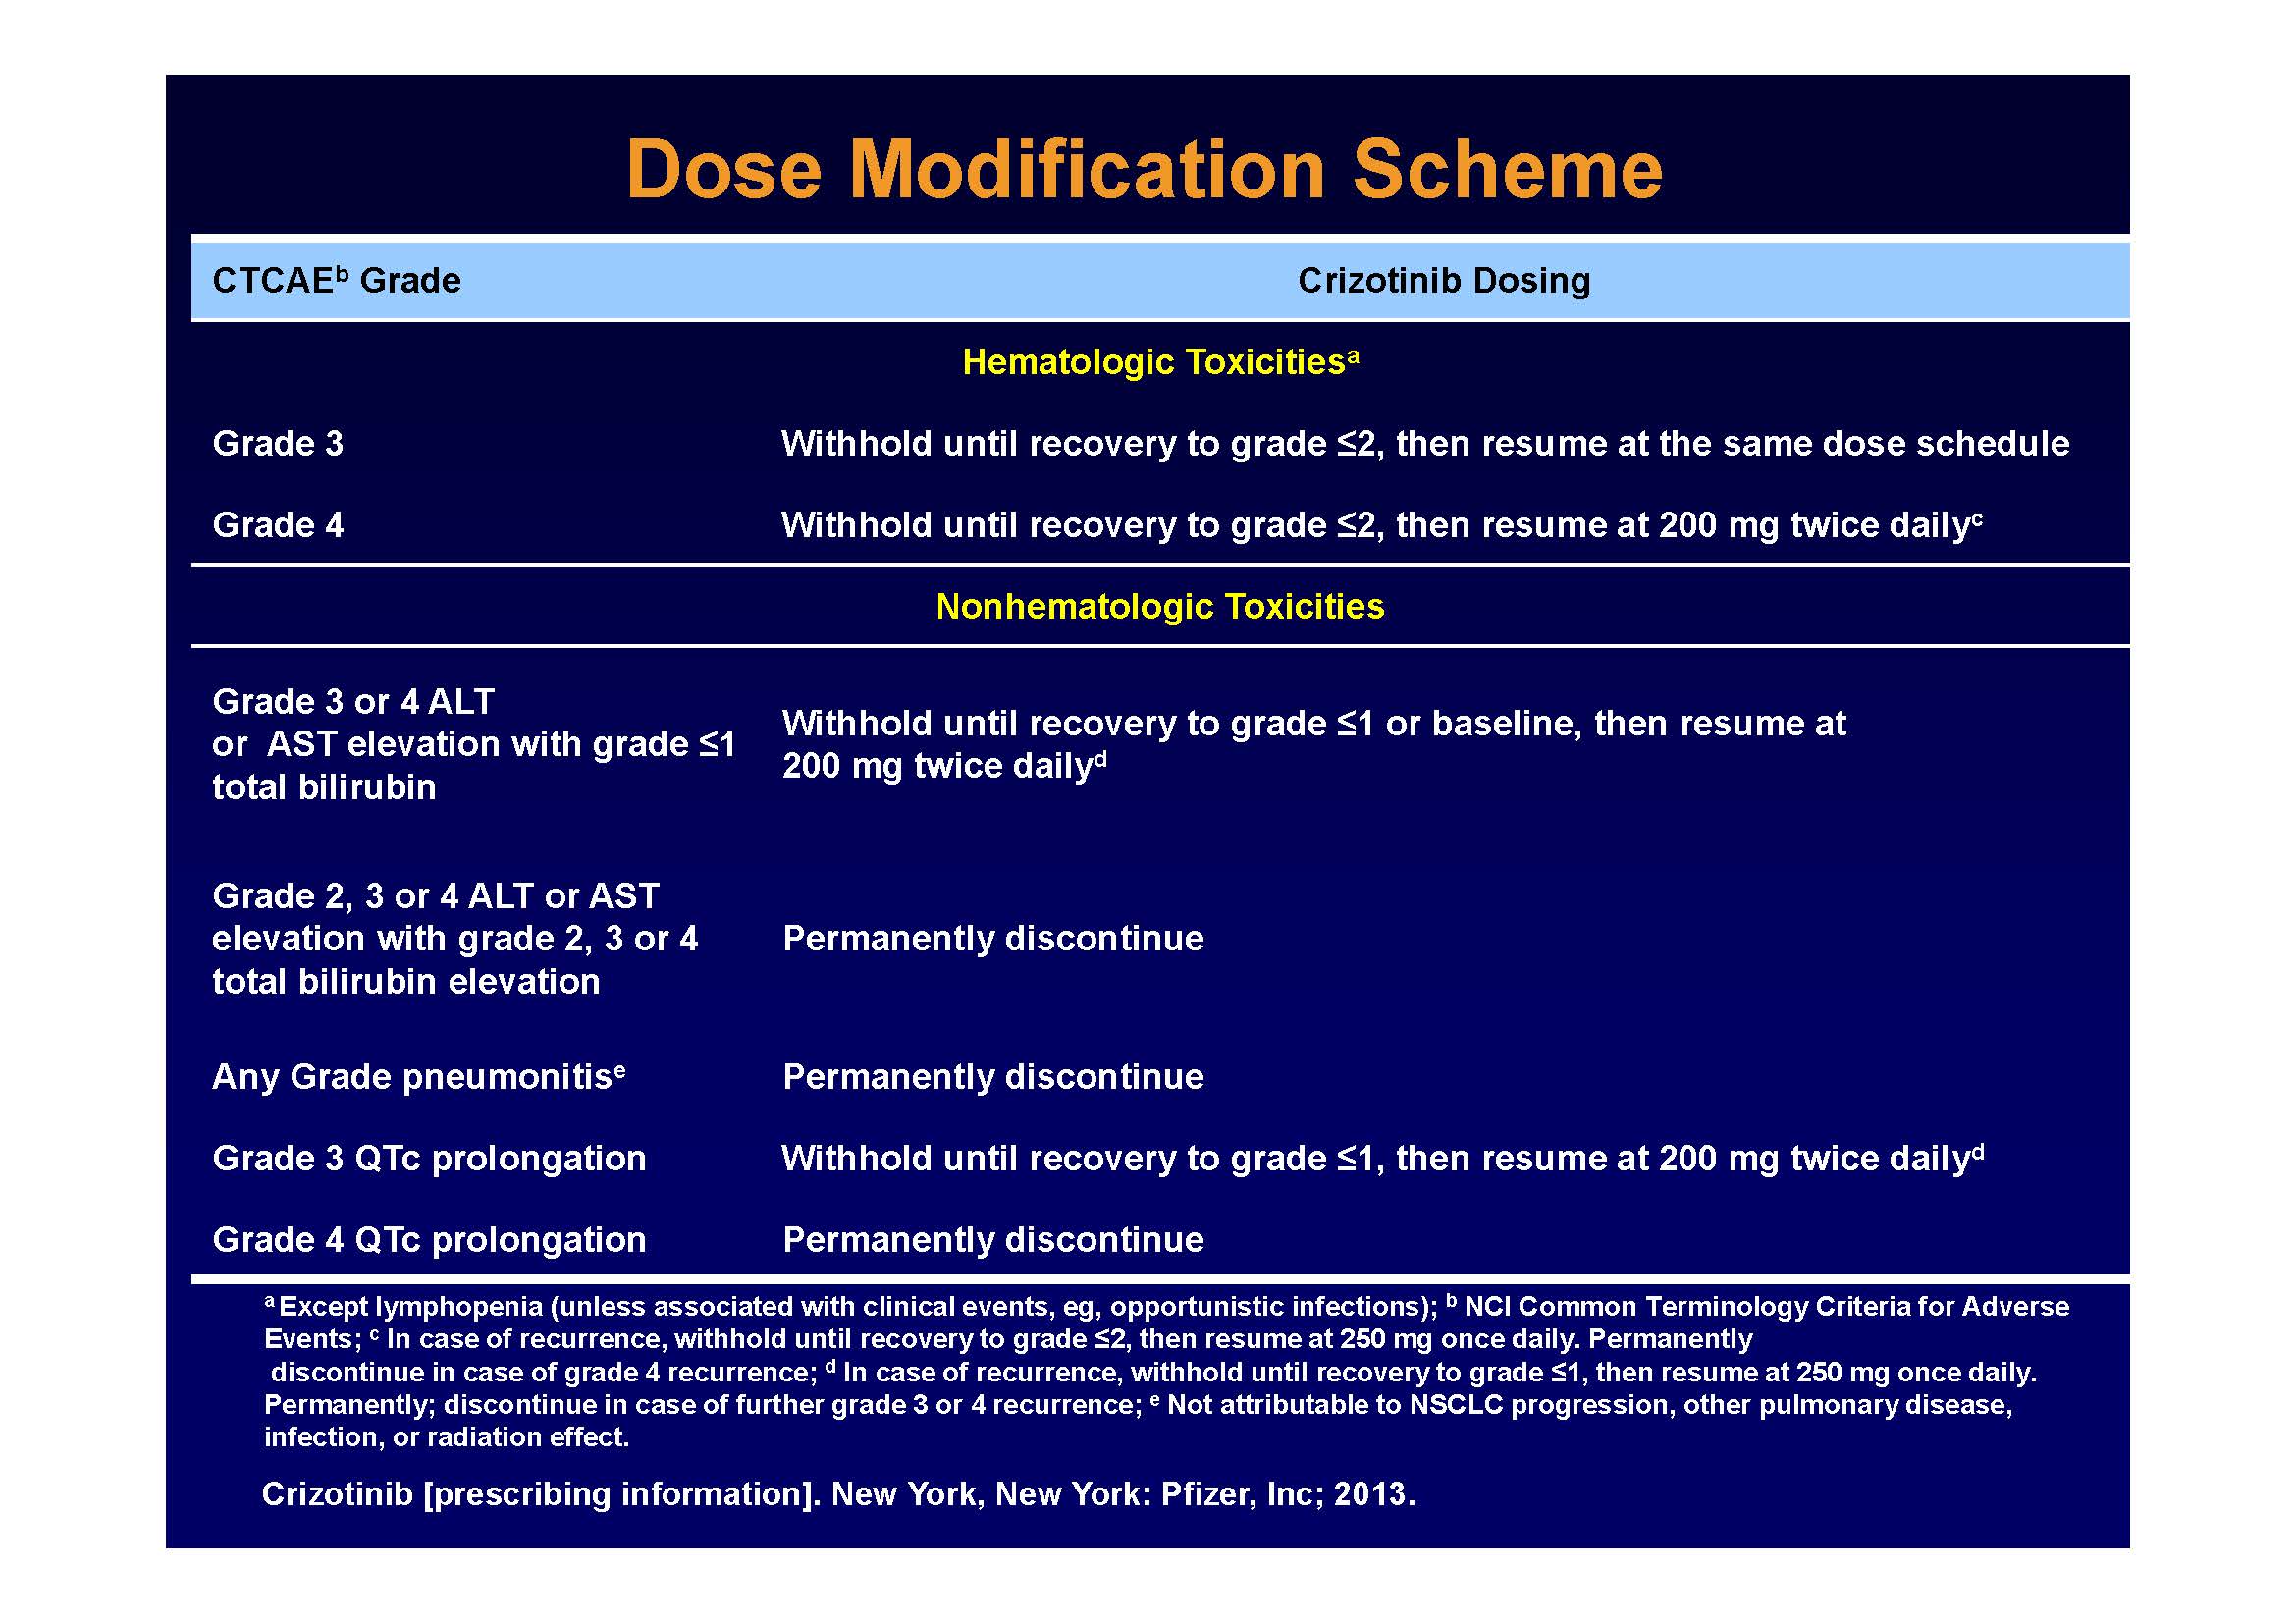 Dose Modification Scheme
CTCAEᵇ Grade Crizotinib Dosing
Hematologic Toxicitiesᵃ
Grade 3 Withhold until recovery to grade ≤2, then resume at the same dose schedule
Grade 4 Withhold until recovery to grade ≤2, then resume at 200 mg twice dailyᶜ
Nonhematologic Toxicities
Grade 3 or 4 ALT
or AST elevation with grade ≤1
total bilirubin
Withhold until recovery to grade ≤1 or baseline, then resume at
200 mg twice dailyᵈ
Grade 2, 3 or 4 ALT or AST
elevation with grade 2, 3 or 4
total bilirubin elevation
Permanently discontinue
Any Grade pneumonitisᵉ Permanently discontinue
Grade 3 QTc prolongation Withhold until recovery to grade ≤1, then resume at 200 mg twice dailyᵈ
Grade 4 QTc prolongation Permanently discontinue
ᵃ Except lymphopenia (unless associated with clinical events, eg, opportunistic infections); ᵇ NCI Common Terminology Criteria for Adverse
Events; ᶜ In case of recurrence, withhold until recovery to grade ≤2, then resume at 250 mg once daily. Permanently
discontinue in case of grade 4 recurrence; ᵈ In case of recurrence, withhold until recovery to grade ≤1, then resume at 250 mg once daily.
Permanently; discontinue in case of further grade 3 or 4 recurrence; ᵉ Not attributable to NSCLC progression, other pulmonary disease,
infection, or radiation effect.
Crizotinib [prescribing information]. New York, New York: Pfizer, Inc; 2013.